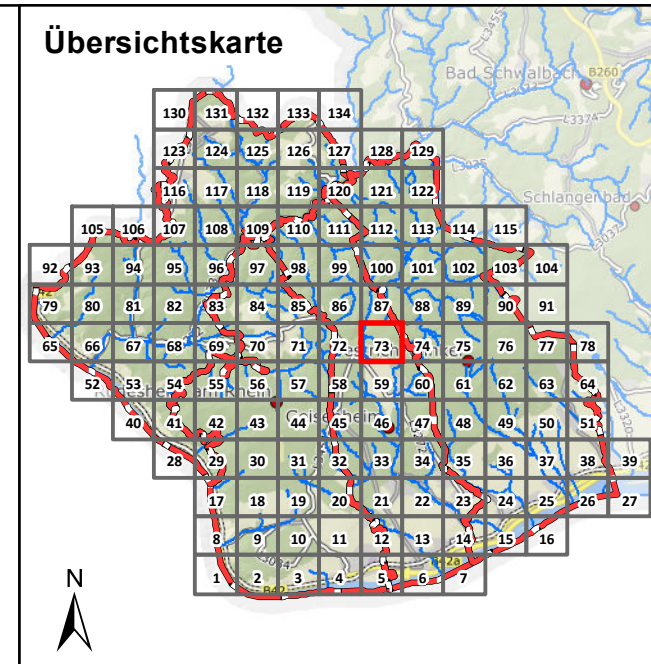 Übersichtskarte
Bad Schwalbach
B260
L3374
L3035
Schlangenbad
L3037
130 131 132 133 134
123 124 125 126 127 128 129
116 117 118 119 120 121 122
105 106 107 108 109 110 111 112 113 114 115
92 93 94 95 96 97 98 99 100 101 102 103 104
79 80 81 82 83 84 85 86 87 88 89 90 91
65 66 67 68 69 70 71 72 73 74 75 76 77 78
52 53 54 55 56 57 58 59 60 61 62 63 64
40 41 42 43 44 45 46 47 48 49 50 51
28 29 30 31 32 33 34 35 36 37 38 39
17 18 19 20 21 22 23 24 25 26 27
8 9 10 11 12 13 14 15 16
1 2 3 4 5 6 7
L3320
L3034
B42
B42a
N